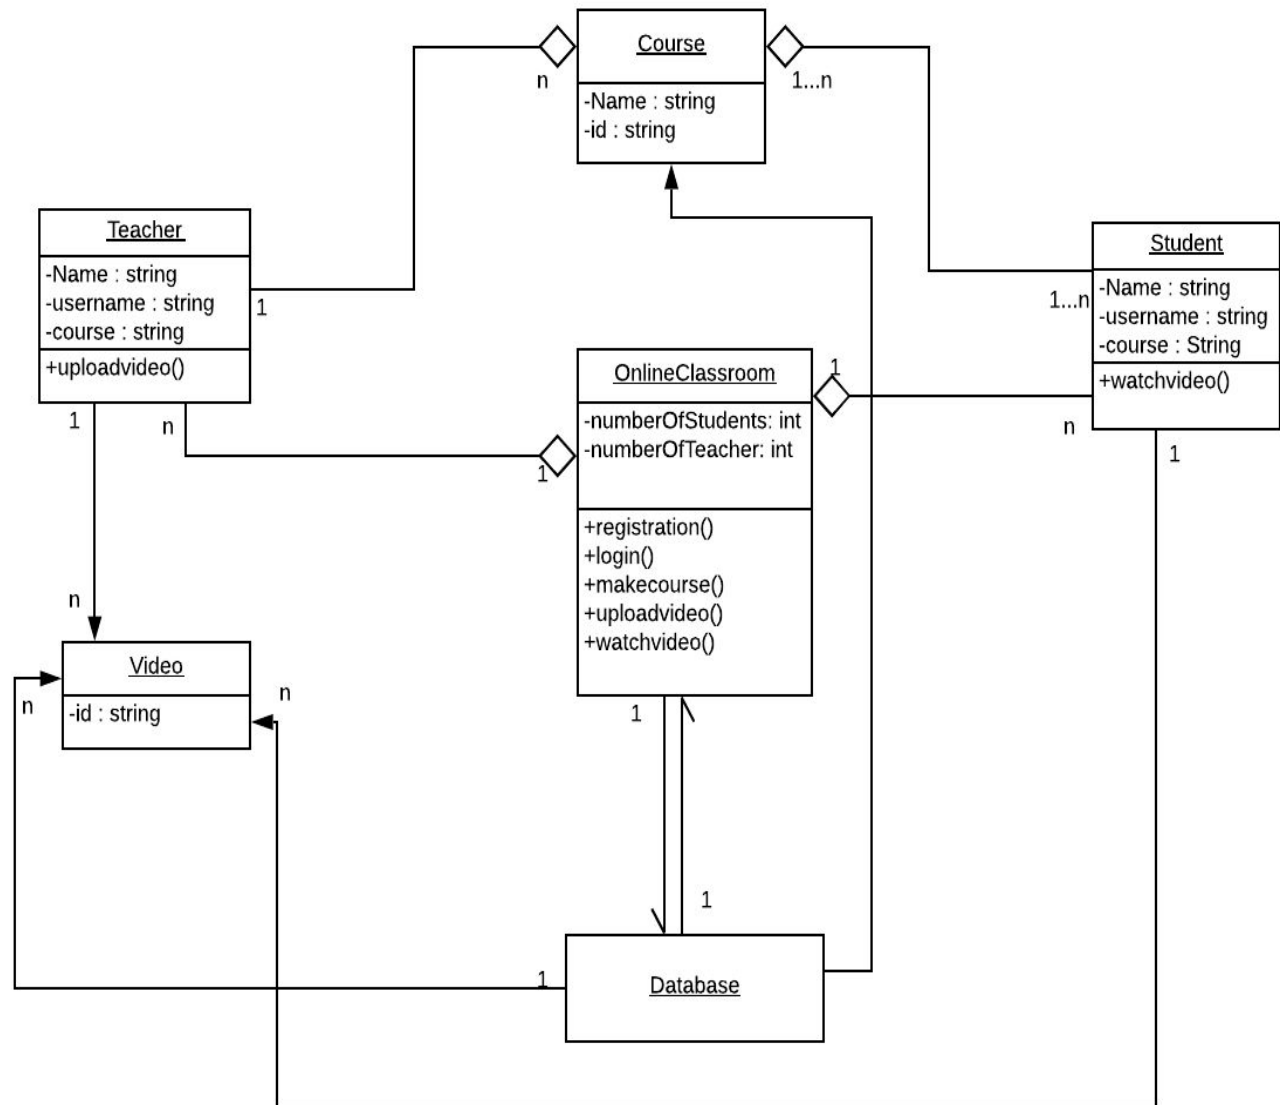 Course
-Name : string
-id : string
n
1...n
Teacher
-Name : string
-username : string
-course : string
+uploadvideo()
1
1
n
Student
-Name : string
-username : string
-course : String
+watchvideo()
1...n
n
1
OnlineClassroom
-numberOfStudents: int
-numberOfTeacher: int
+registration()
+login()
+makecourse()
+uploadvideo()
+watchvideo()
1
1
1
1
n
Video
-id : string
n
n
Database
1